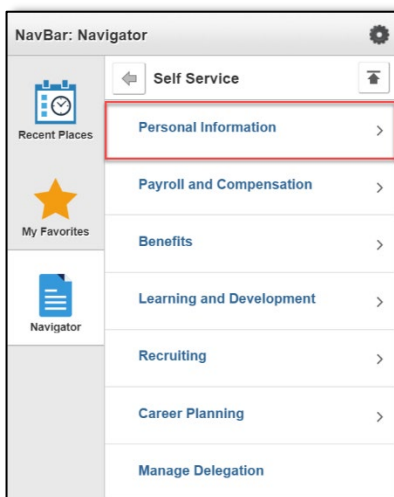 NavBar: Navigator
Recent Places
My Favorites
Navigator
Self Service
Personal Information
Payroll and Compensation
Benefits
Learning and Development
Recruiting
Career Planning
Manage Delegation